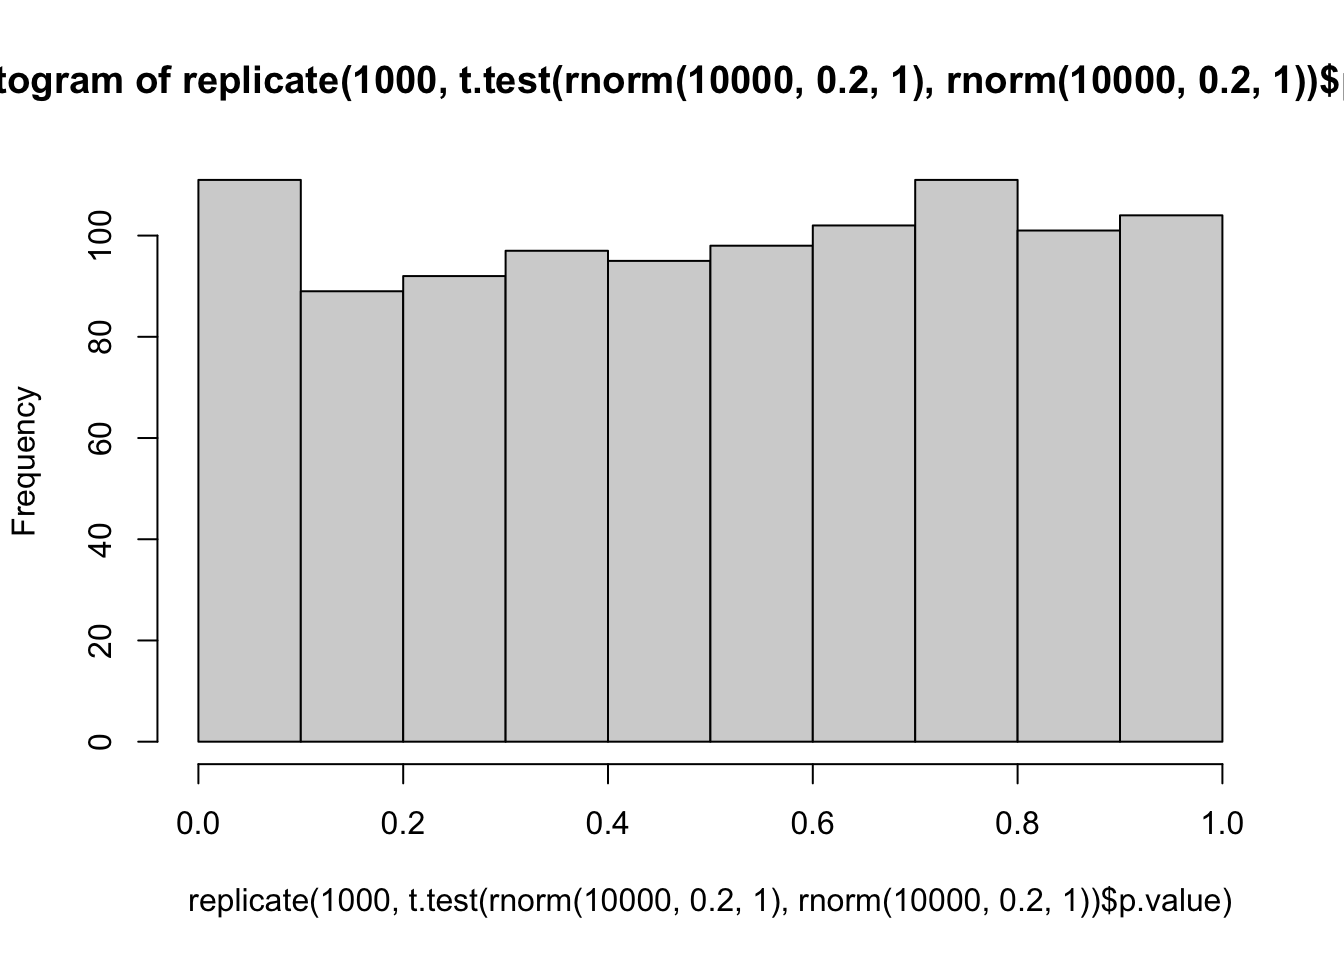 togram of replicate(1000, t.test(rnorm(10000, 0.2, 1), rnorm(10000, 0.2, 1))$p
Frequency
100
80
60
40
20
0
0.0 0.2 0.4 0.6 0.8 1.0
replicate(1000, t.test(rnorm(10000, 0.2, 1), rnorm(10000, 0.2, 1))$p.value)